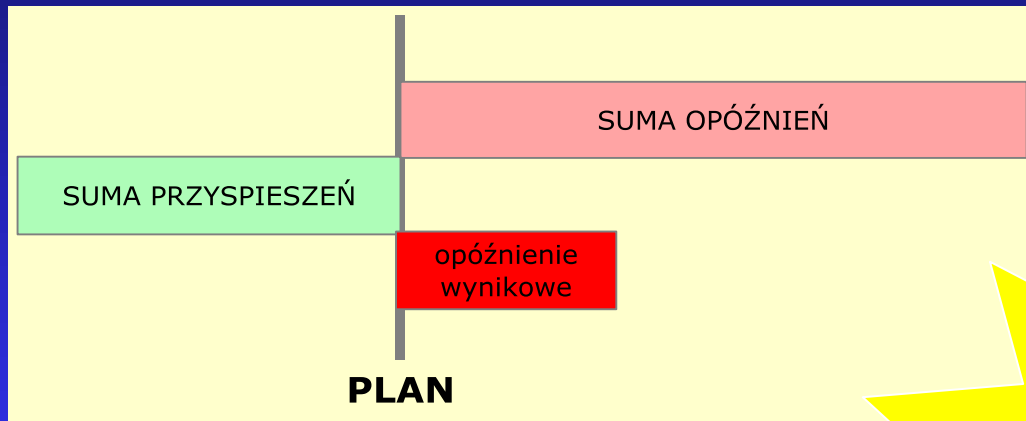 SUMA OPÓŹNIEŃ
SUMA PRZYSPIESZEŃ
opóźnienie
wynikowe
PLAN